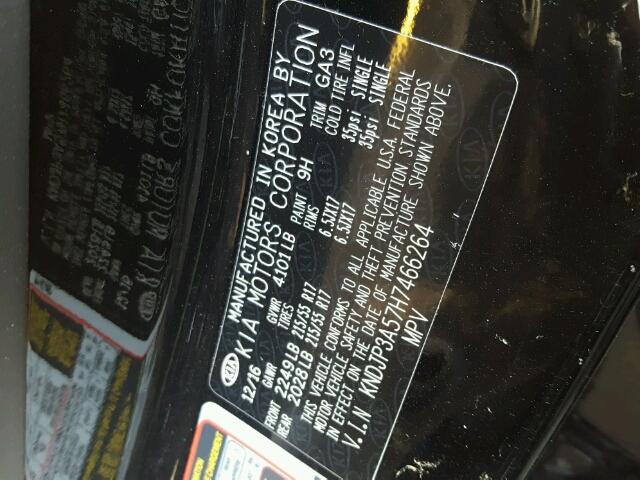 KIA MANUFACTURED IN KOREA BY
KIA MOTORS CORPORATION
12/16 GVWR 4101LB PAINT 9H TRIM GA3
GAWR TIRES RIMS COLD TIRE INFL
FRONT 2249LB 215/55 R17 6.5JX17 35psi SINGLE
REAR 2028LB 215/55 R17 6.5JX17 35psi SINGLE
THIS VEHICLE CONFORMS TO ALL APPLICABLE U.S.A. FEDERAL
MOTOR VEHICLE SAFETY AND THEFT PREVENTION STANDARDS
IN EFFECT ON THE DATE OF MANUFACTURE SHOWN ABOVE.
V.I.N KNDJP3A57H7466264
MPV